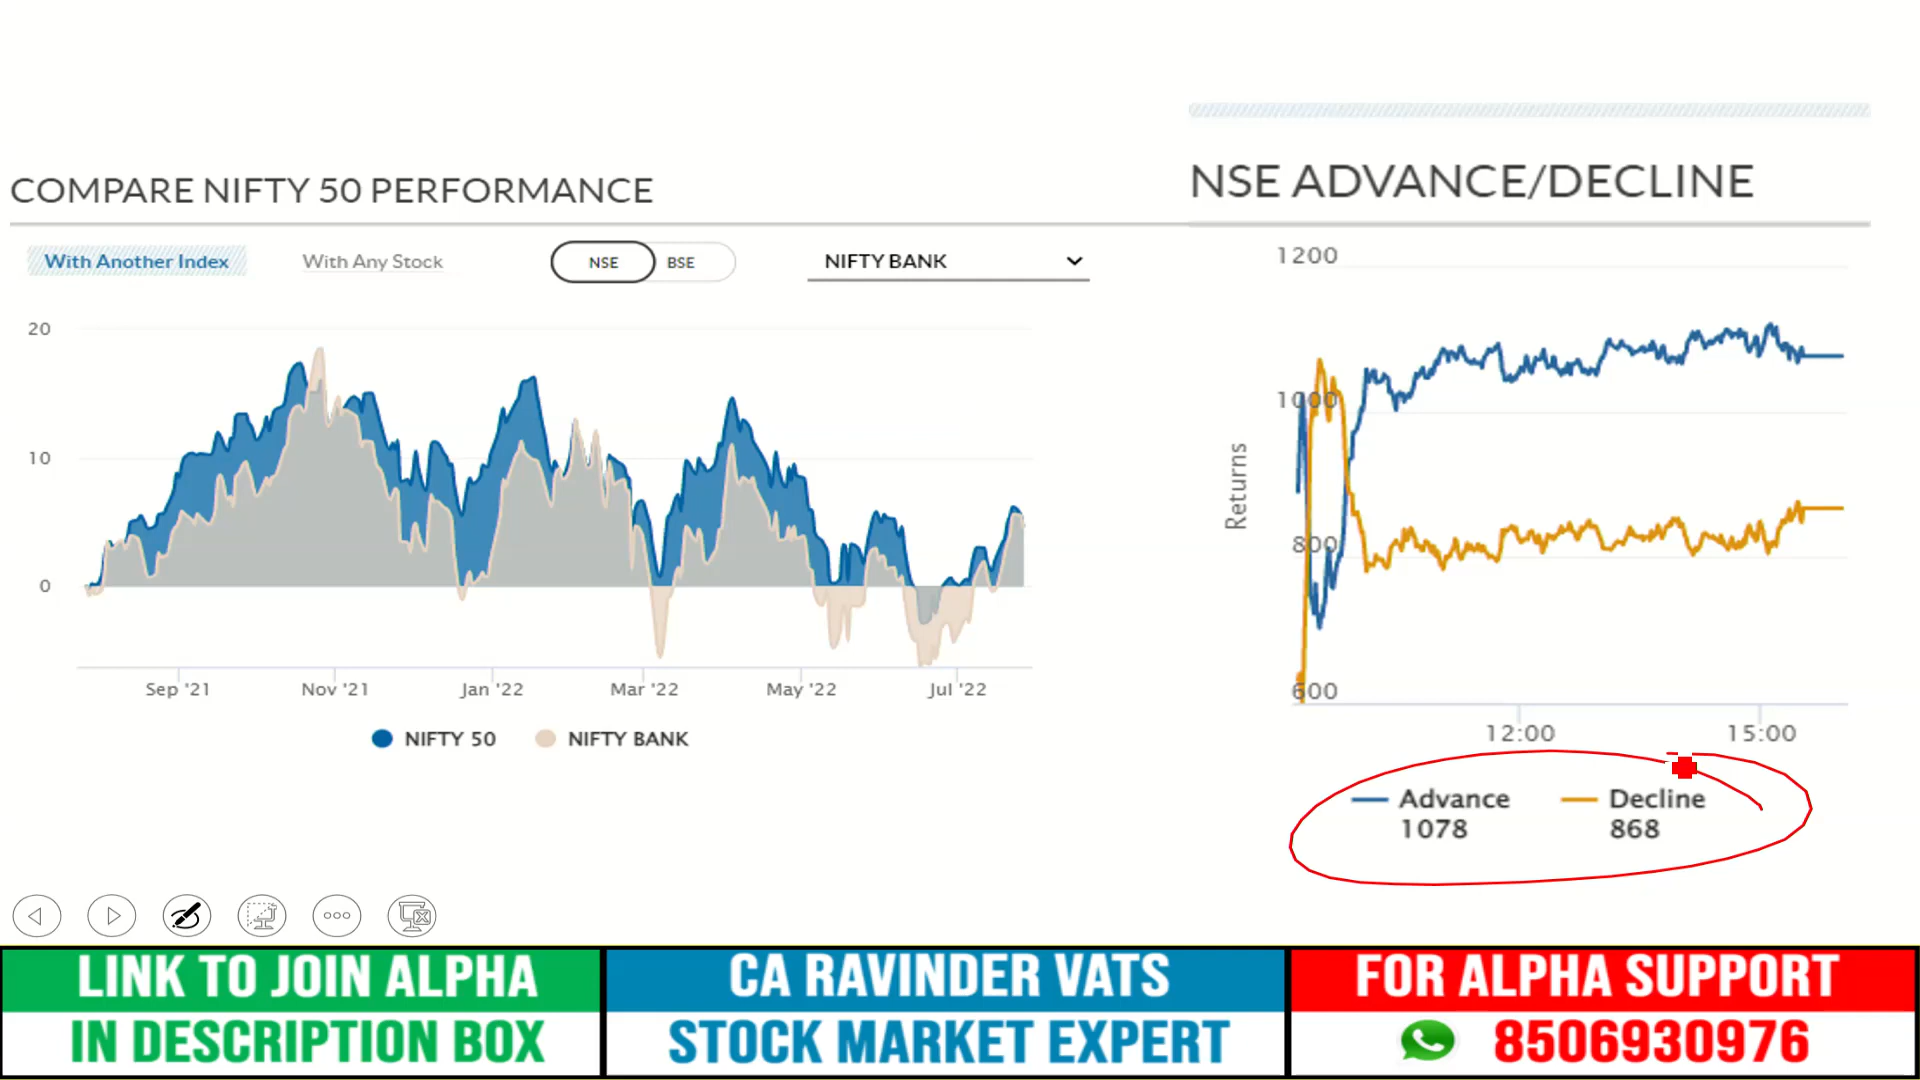 COMPARE NIFTY 50 PERFORMANCE
With Another Index
With Any Stock
NSE
BSE
NIFTY BANK
20
10
0
Sep '21
Nov '21
Jan '22
Mar '22
May '22
Jul '22
NIFTY 50
NIFTY BANK
NSE ADVANCE/DECLINE
1200
1000
800
600
Returns
12:00
15:00
Advance
1078
Decline
868
LINK TO JOIN ALPHA
IN DESCRIPTION BOX
CA RAVINDER VATS
STOCK MARKET EXPERT
FOR ALPHA SUPPORT
8506930976